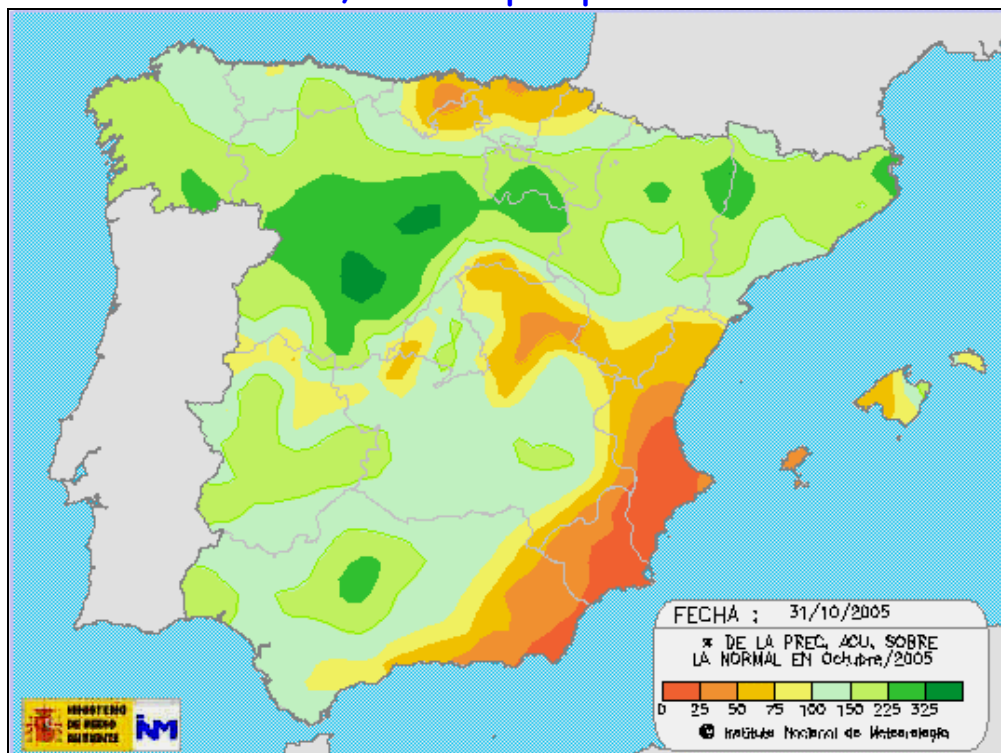 FECHA : 31/10/2005
% DE LA PREC. ACU. SOBRE
LA NORMAL EN Octubre/2005
0 25 50 75 100 150 225 325
© Instituto Nacional de Meteorología
MINISTERIO
DE MEDIO
AMBIENTE
INM